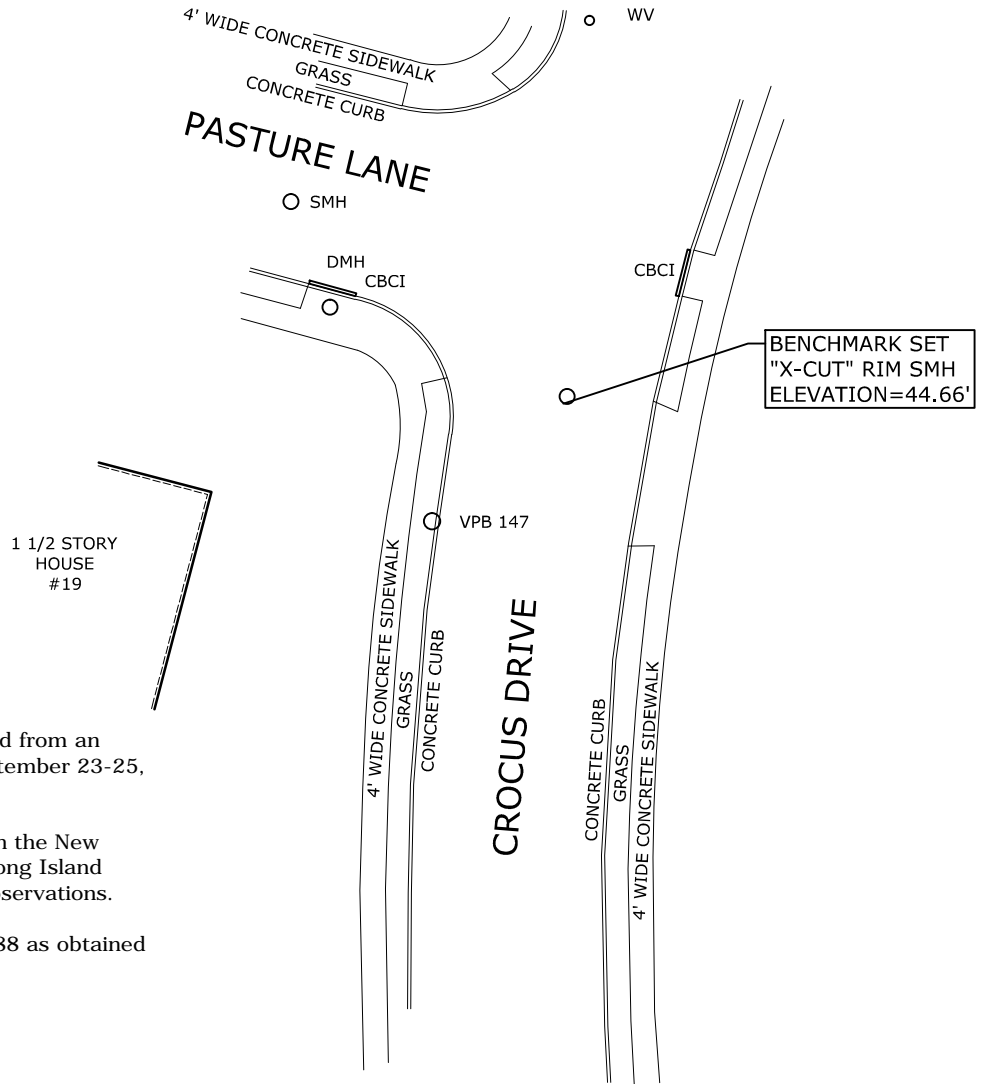 4' WIDE CONCRETE SIDEWALK
WV
GRASS
CONCRETE CURB
PASTURE LANE
SMH
DMH
CBCI
CBCI
BENCHMARK SET
"X-CUT" RIM SMH
ELEVATION=44.66'
VPB 147
1 1/2 STORY
HOUSE
#19
4' WIDE CONCRETE SIDEWALK
GRASS
CONCRETE CURB
CROCUS DRIVE
CONCRETE CURB
GRASS
4' WIDE CONCRETE SIDEWALK
d from an
tember 23-25,
n the New
ong Island
bservations.
88 as obtained